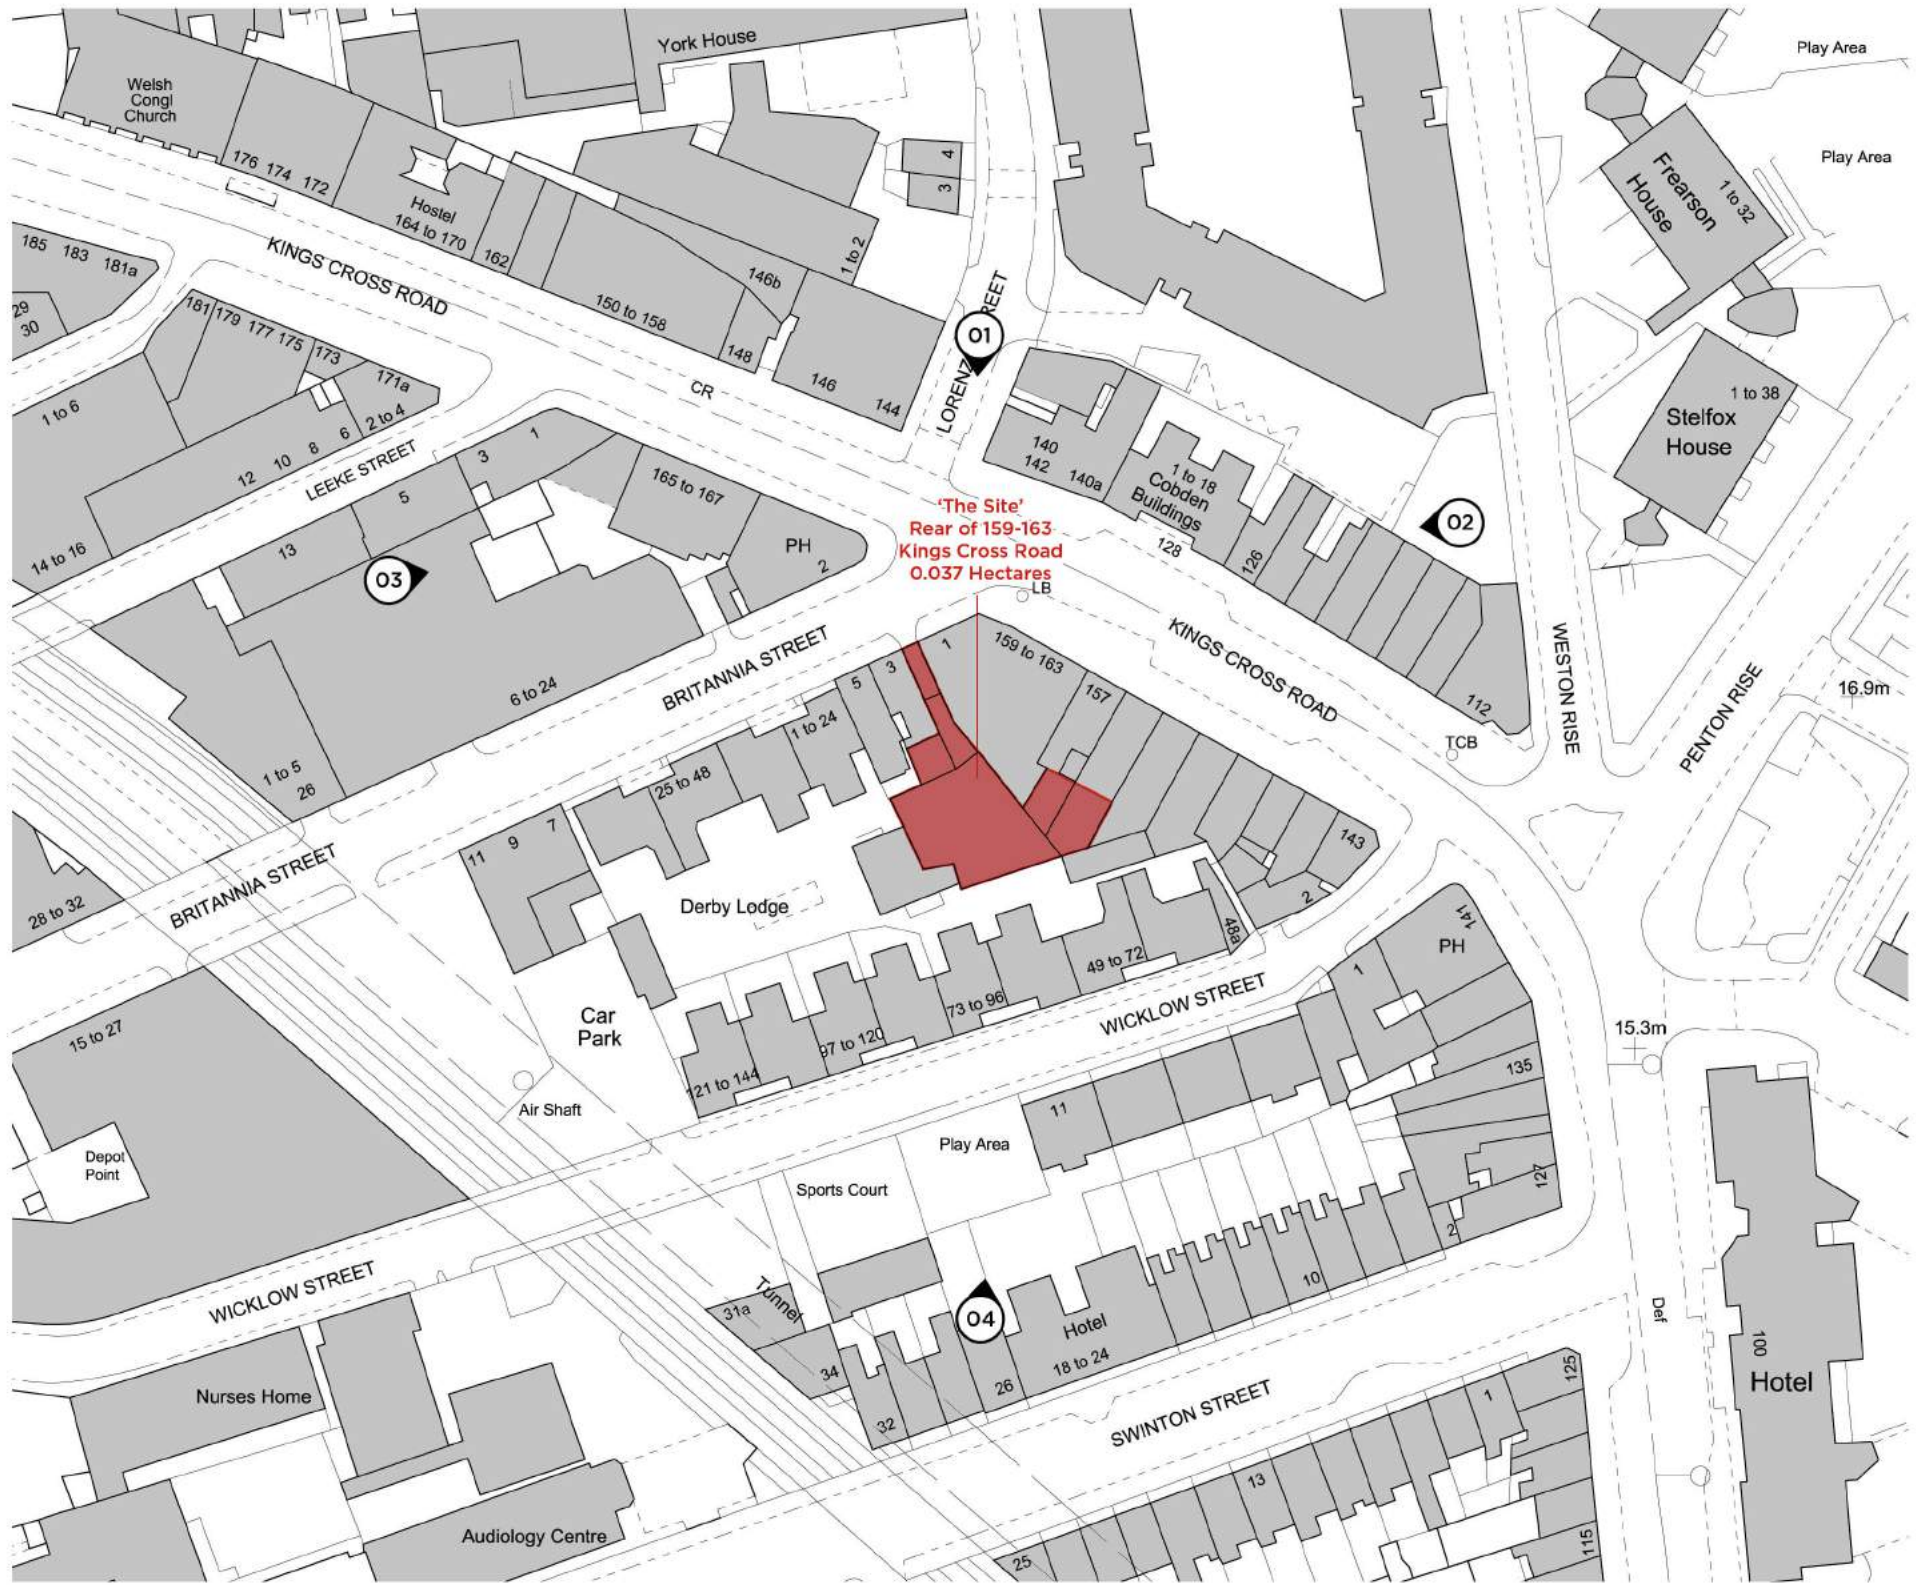 York House
Play Area
Welsh
Congl
Church
Play Area
4
3
Frearson
House
1 to 32
176 174 172
Hostel
164 to 170
162
185 183 181a
KINGS CROSS ROAD
146b
1 to 2
29
30
150 to 158
181 179 177 175 173
171a
148
146
144
01
LORENZ
REET
CR
1 to 6
2 to 4
12 10 8 6
LEEKE STREET
1 to 38
Stelfox
House
1
3
5
165 to 167
140
142
140a
1 to 18
Cobden
Buildings
128
126
02
'The Site'
Rear of 159-163
Kings Cross Road
0.037 Hectares
LB
14 to 16
13
03
PH
2
KINGS CROSS ROAD
WESTON RISE
PENTON RISE
16.9m
BRITANNIA STREET
1
3
5
159 to 163
157
112
TCB
6 to 24
1 to 24
25 to 48
1 to 5
26
11 9 7
143
2
28 to 32
BRITANNIA STREET
Derby Lodge
48a
49 to 72
73 to 96
97 to 120
121 to 144
WICKLOW STREET
141
PH
1
Car
Park
15 to 27
Air Shaft
15.3m
135
11
Play Area
Depot
Point
Sports Court
127
2
WICKLOW STREET
Tunnel
31a
34
32
04
26
Hotel
18 to 24
10
Def
100
Hotel
Nurses Home
SWINTON STREET
125
1
13
Audiology Centre
25
115